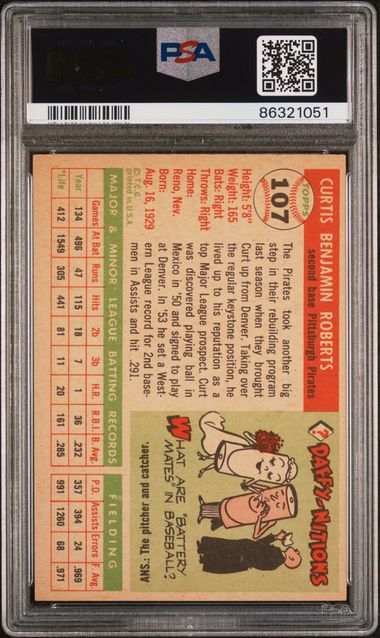 PSA
PSA
86321051
TOPPS
107
CURTIS BENJAMIN ROBERTS
second base Pittsburgh Pirates
Height: 5'8"
Weight: 165
Bats: Right
Throws: Right
Home:
Reno, Nev.
Born:
Aug. 16, 1929
© T.C.G.
The Pirates took another big
step in their rebuilding program
last season when they brought
Curt up from Denver. Taking over
the regular keystone position, he
lived up to his reputation as a
top Major League prospect. Curt
was discovered playing ball in
Mexico in '50 and signed to play
at Denver. In '53 he set a West-
ern League record for 2nd base-
men in Assists and hit .291.
? DAFFY-NITIONS
WHAT ARE "BATTERY
MATES" IN BASEBALL?
ANS.: The pitcher and catcher.
MAJOR & MINOR LEAGUE BATTING RECORDS FIELDING
Year Games At Bat Runs Hits 2b 3b H.R. R.B.I. B. Avg. P.O. Assists Errors F. Avg.
134 496 47 115 18 7 1 36 .232 357 394 24 .969
*Life 412 1549 305 441 81 11 20 161 .285 991 1260 68 .971